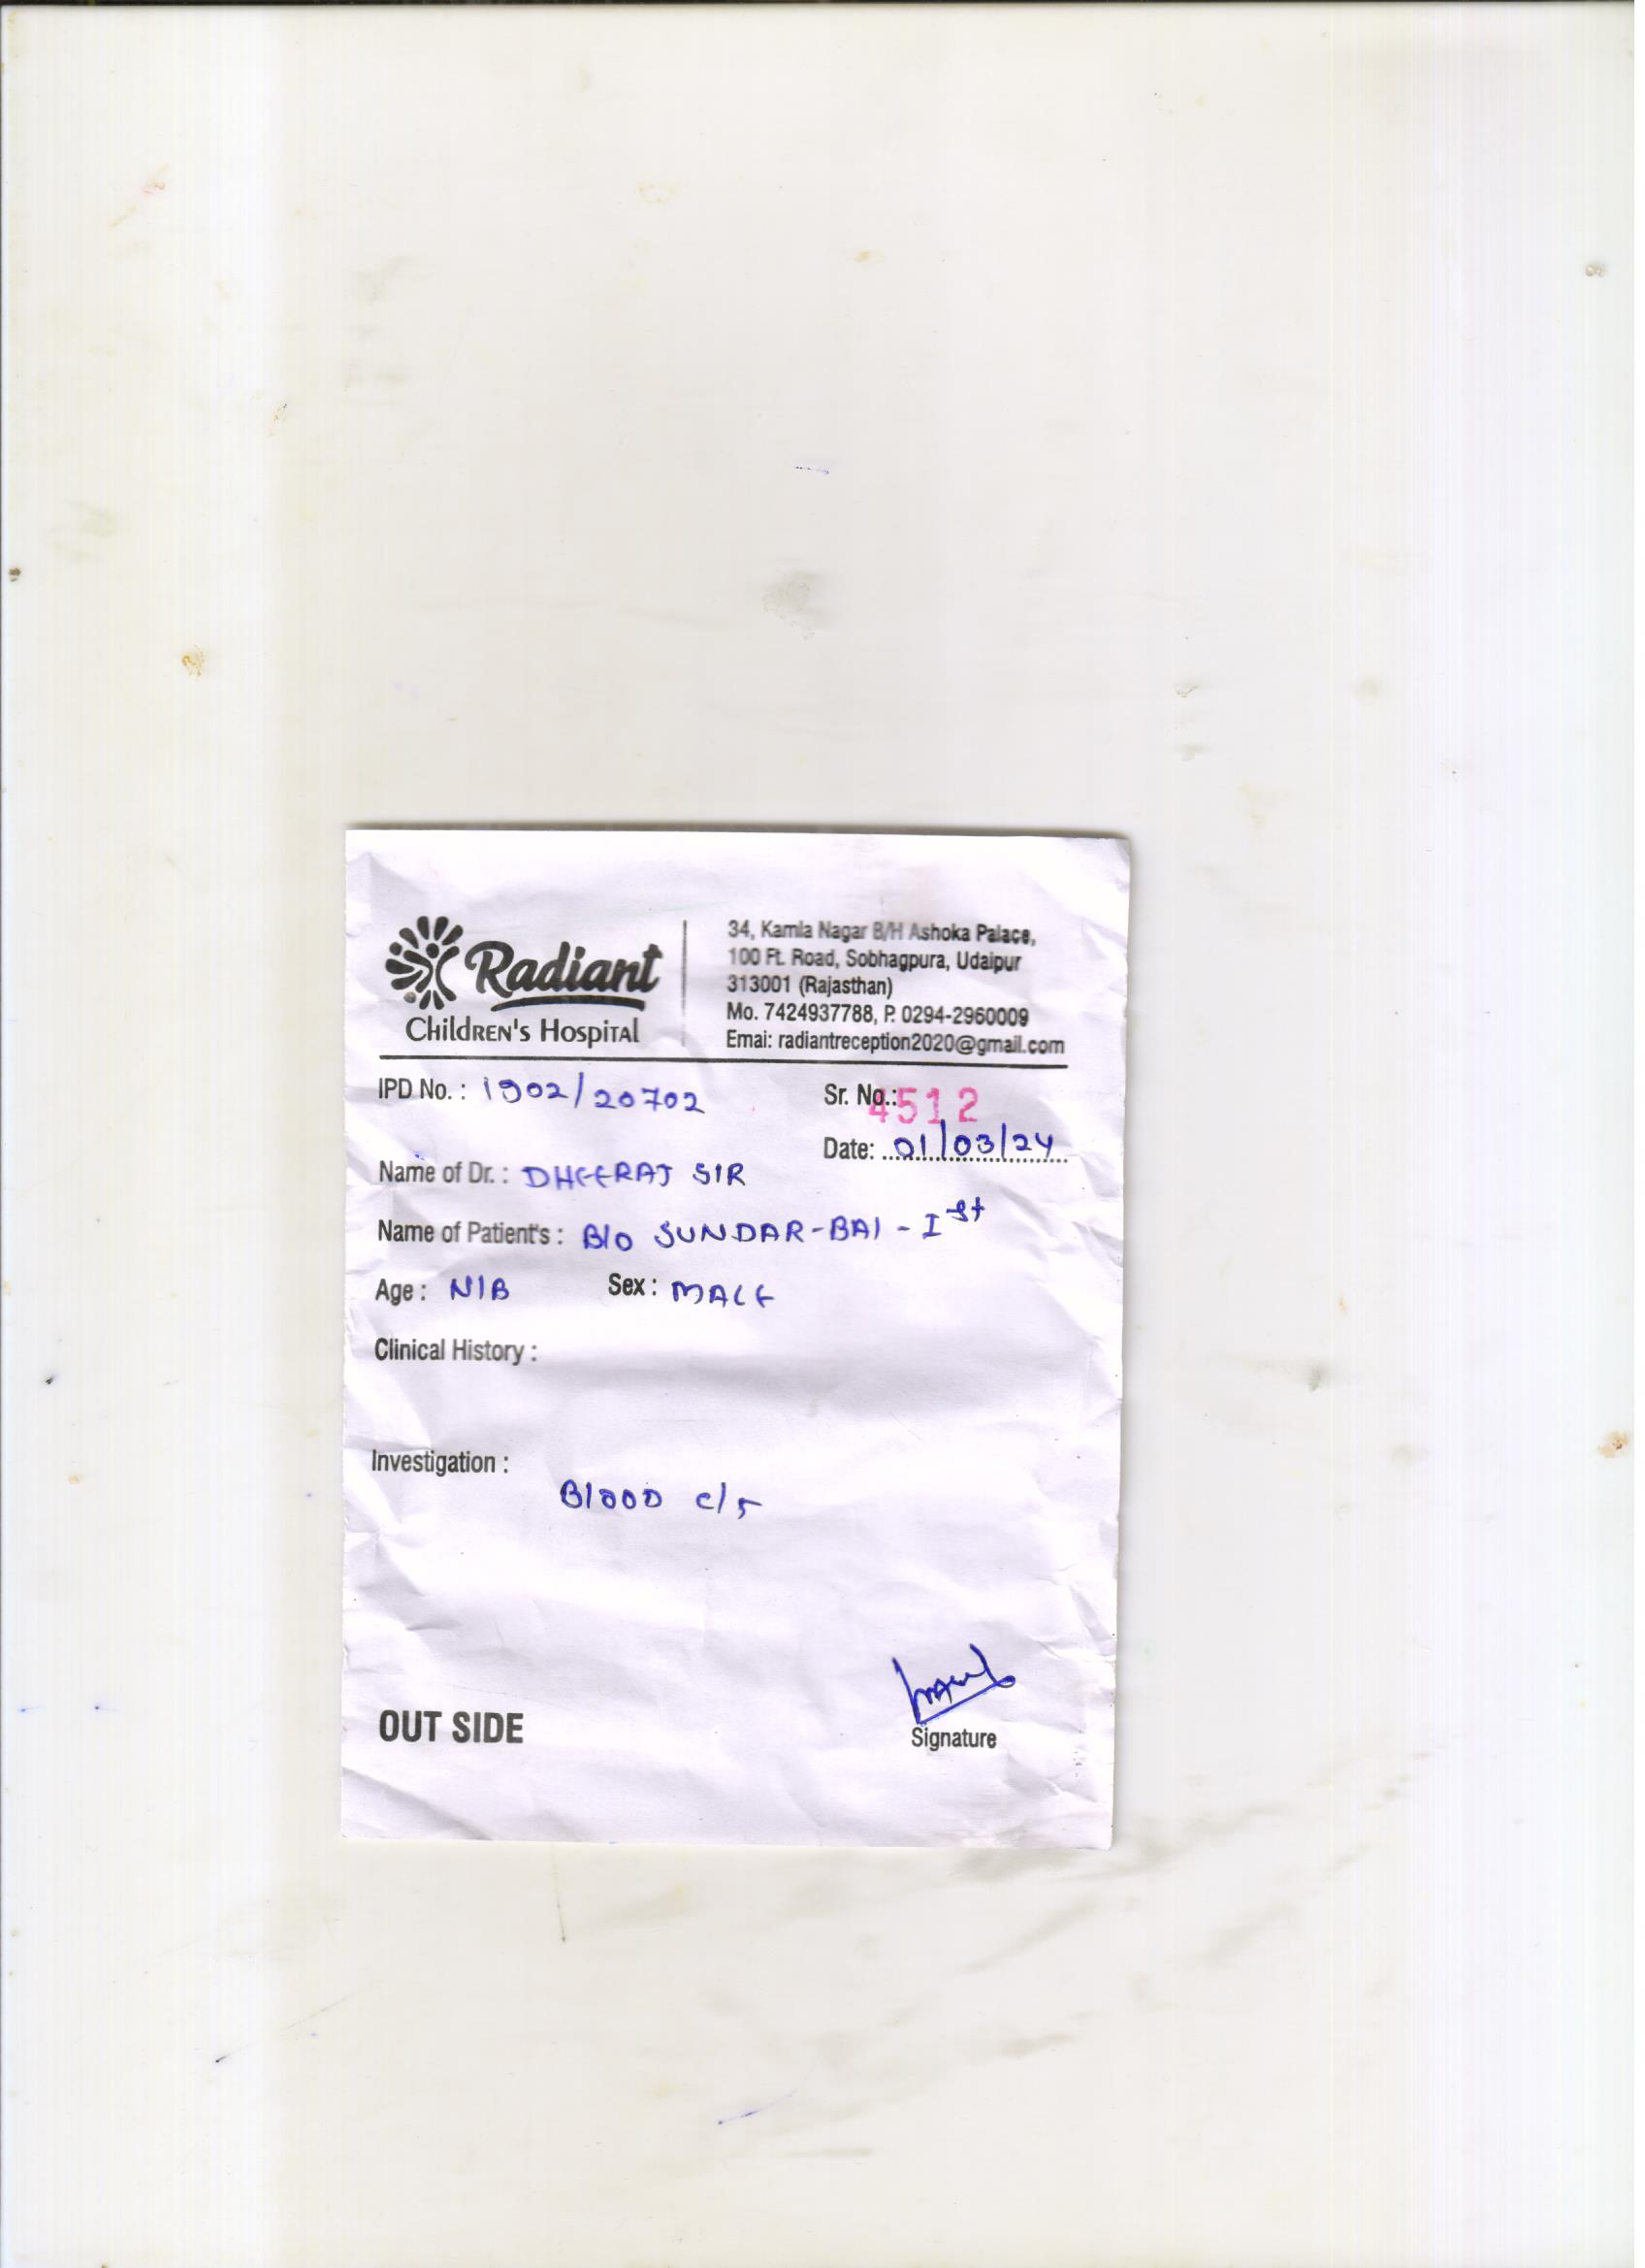 Radiant
Children's Hospital
34, Kamla Nagar B/H Ashoka Palace,
100 Ft. Road, Sobhagpura, Udaipur
313001 (Rajasthan)
Mo. 7424937788, P. 0294-2960009
Emai: radiantreception2020@gmail.com
IPD No. : 1902/20702
Sr. No.: 4512
Date: 01/03/24
Name of Dr. : DHEERAJ SIR
Name of Patient's : B/O SUNDAR-BAI - Ist
Age : N/B Sex : MALE
Clinical History :
Investigation :
Blood c/s
OUT SIDE
Signature